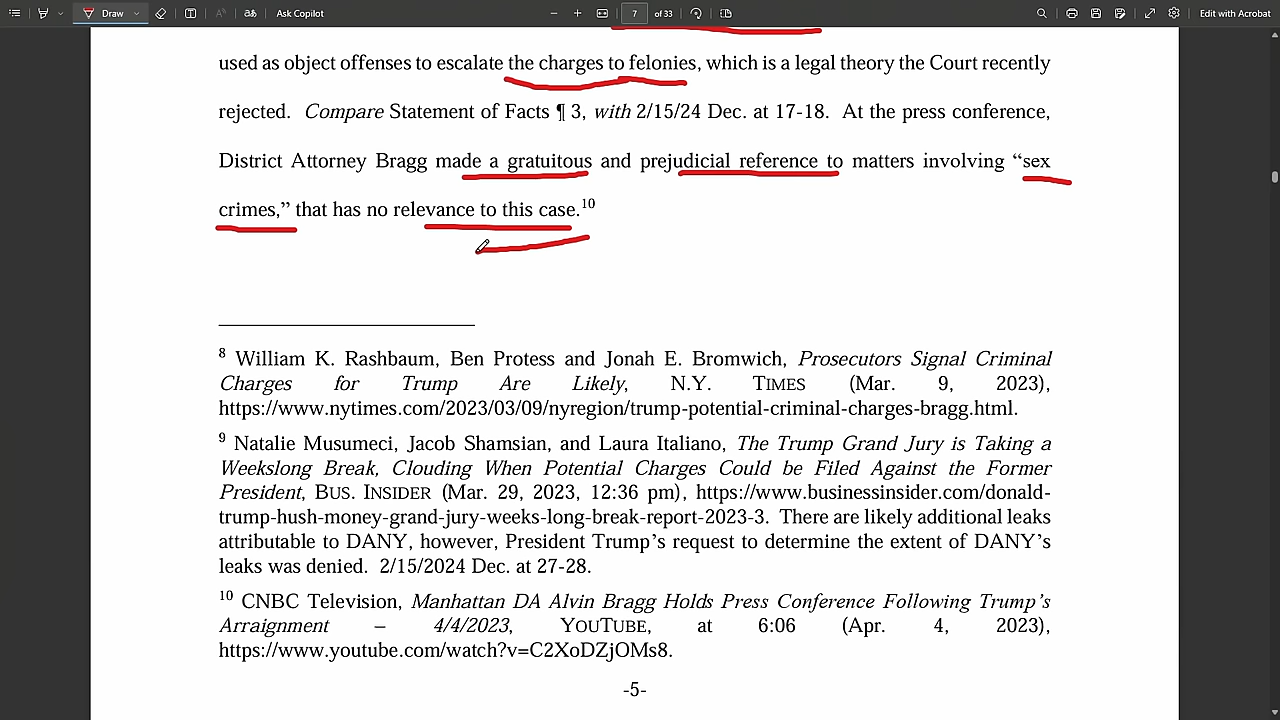 Draw
Ask Copilot
7 of 33
Edit with Acrobat
used as object offenses to escalate the charges to felonies, which is a legal theory the Court recently
rejected. Compare Statement of Facts ¶ 3, with 2/15/24 Dec. at 17-18. At the press conference,
District Attorney Bragg made a gratuitous and prejudicial reference to matters involving “sex
crimes,” that has no relevance to this case.10
8 William K. Rashbaum, Ben Protess and Jonah E. Bromwich, Prosecutors Signal Criminal
Charges for Trump Are Likely, N.Y. TIMES (Mar. 9, 2023),
https://www.nytimes.com/2023/03/09/nyregion/trump-potential-criminal-charges-bragg.html.
9 Natalie Musumeci, Jacob Shamsian, and Laura Italiano, The Trump Grand Jury is Taking a
Weekslong Break, Clouding When Potential Charges Could be Filed Against the Former
President, BUS. INSIDER (Mar. 29, 2023, 12:36 pm), https://www.businessinsider.com/donald-
trump-hush-money-grand-jury-weeks-long-break-report-2023-3. There are likely additional leaks
attributable to DANY, however, President Trump’s request to determine the extent of DANY’s
leaks was denied. 2/15/2024 Dec. at 27-28.
10 CNBC Television, Manhattan DA Alvin Bragg Holds Press Conference Following Trump’s
Arraignment – 4/4/2023, YOUTUBE, at 6:06 (Apr. 4, 2023),
https://www.youtube.com/watch?v=C2XoDZjOMs8.
-5-